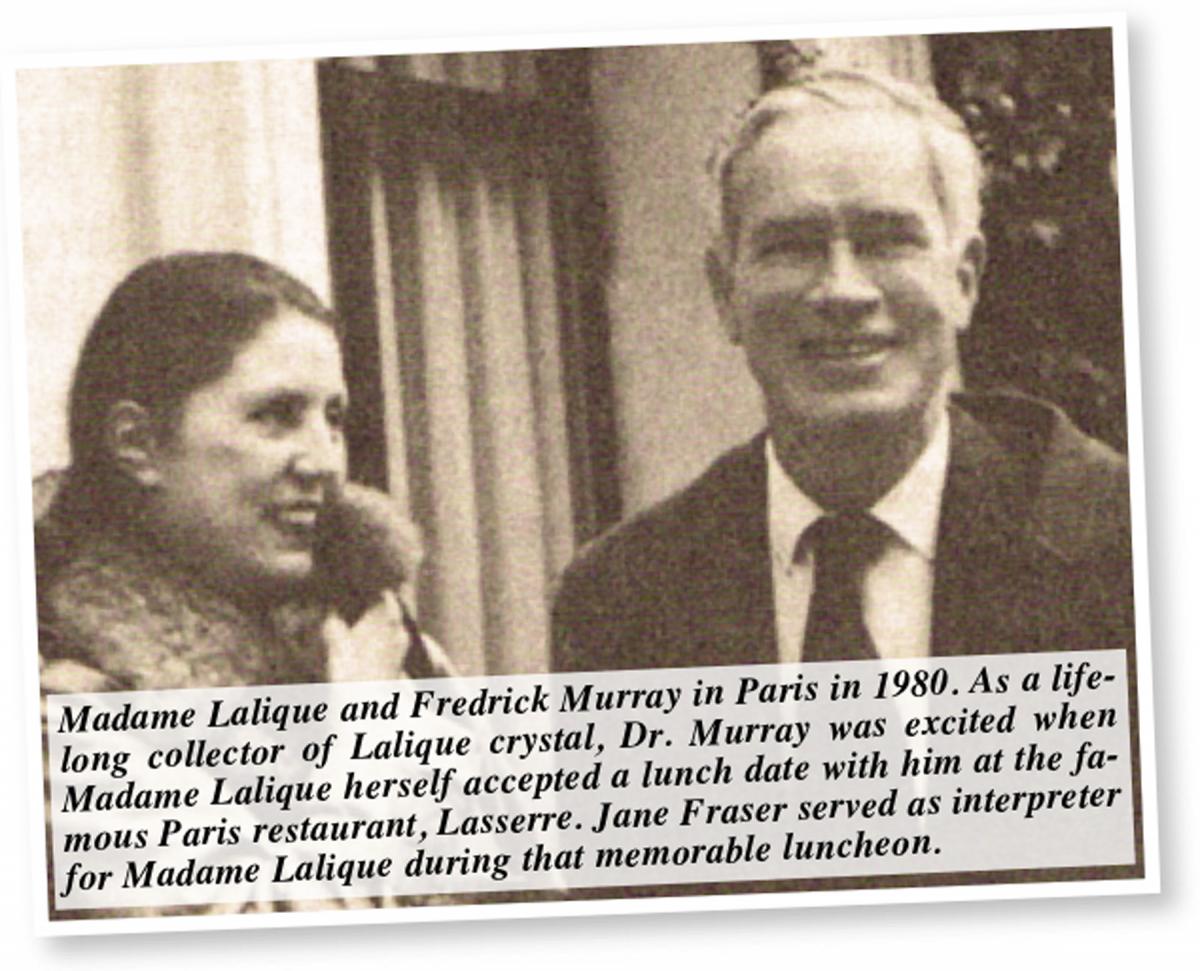 Madame Lalique and Fredrick Murray in Paris in 1980. As a life-
long collector of Lalique crystal, Dr. Murray was excited when
Madame Lalique herself accepted a lunch date with him at the fa-
mous Paris restaurant, Lasserre. Jane Fraser served as interpreter
for Madame Lalique during that memorable luncheon.